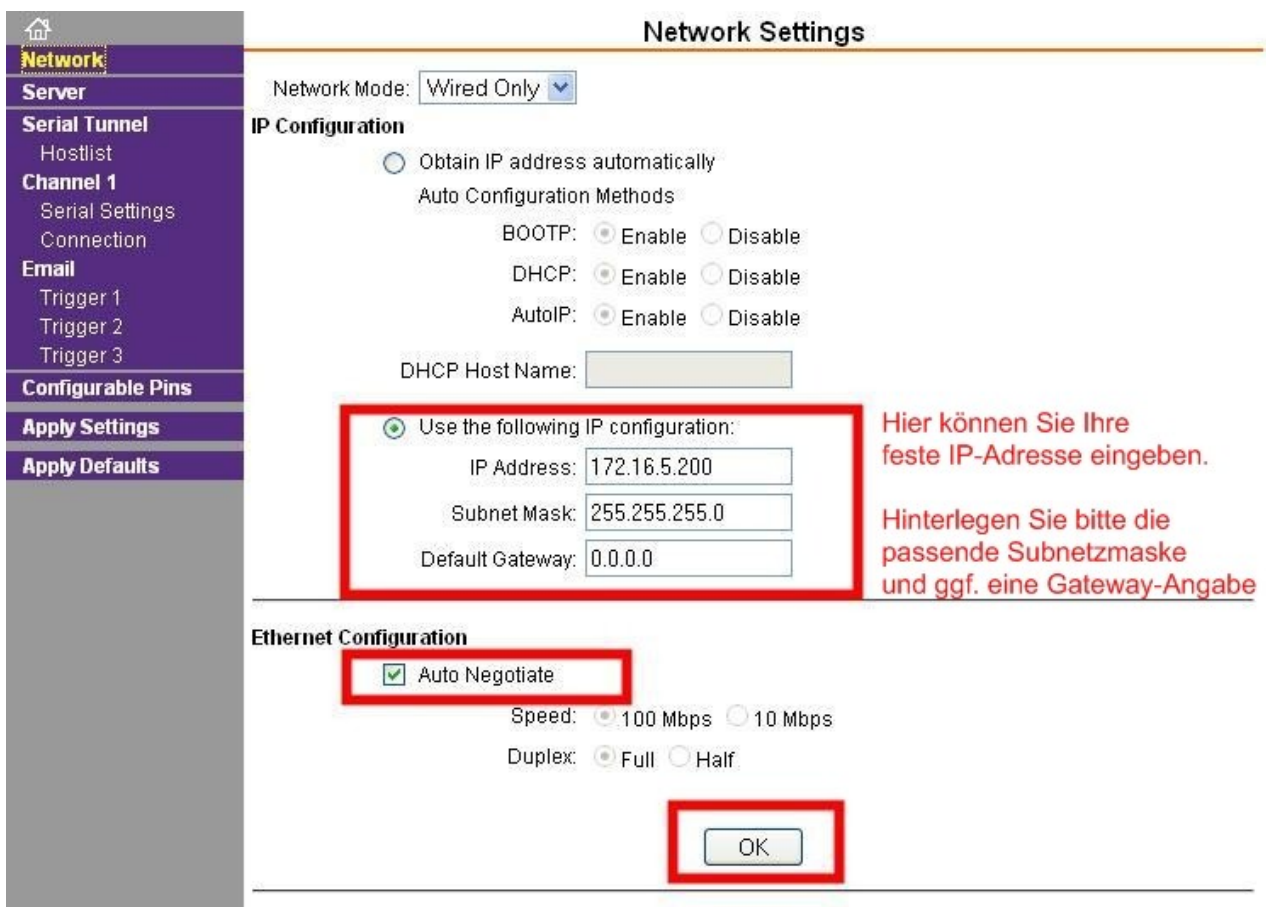 Network
Server
Serial Tunnel
Hostlist
Channel 1
Serial Settings
Connection
Email
Trigger 1
Trigger 2
Trigger 3
Configurable Pins
Apply Settings
Apply Defaults
Network Settings
Network Mode: Wired Only
IP Configuration
Obtain IP address automatically
Auto Configuration Methods
BOOTP: Enable Disable
DHCP: Enable Disable
AutoIP: Enable Disable
DHCP Host Name:
Use the following IP configuration:
IP Address: 172.16.5.200
Subnet Mask: 255.255.255.0
Default Gateway: 0.0.0.0
Hier können Sie Ihre
feste IP-Adresse eingeben.
Hinterlegen Sie bitte die
passende Subnetzmaske
und ggf. eine Gateway-Angabe
Ethernet Configuration
Auto Negotiate
Speed: 100 Mbps 10 Mbps
Duplex: Full Half
OK